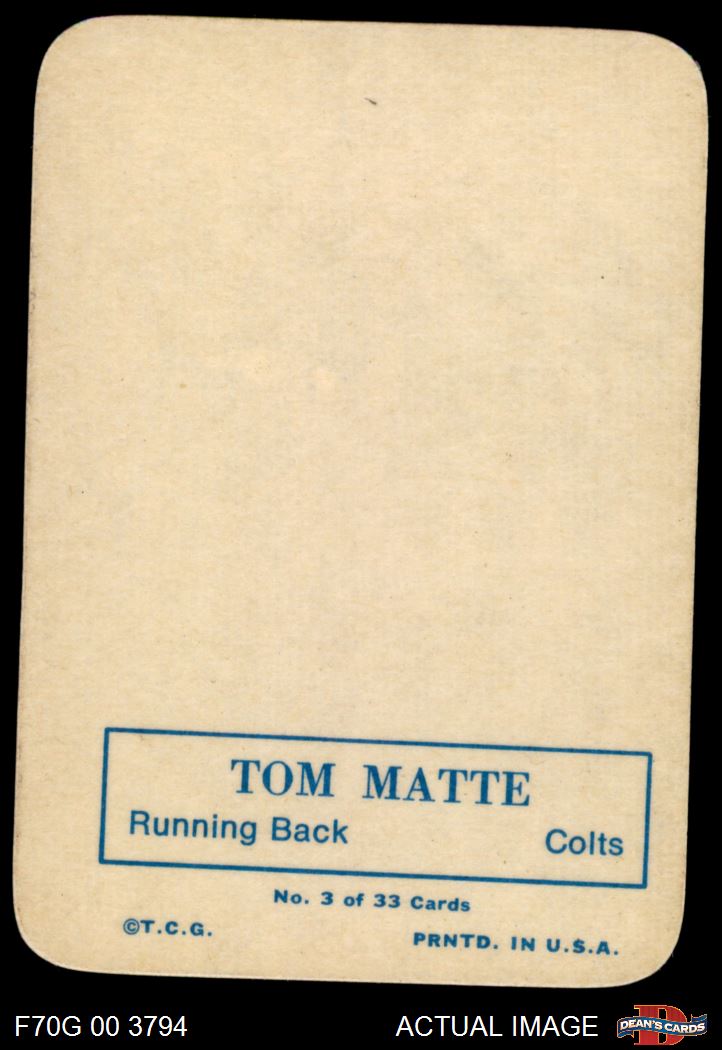 TOM MATTE
Running Back Colts
No. 3 of 33 Cards
©T.C.G.
PRNTD. IN U.S.A.
F70G 00 3794
ACTUAL IMAGE
D
DEAN'S CARDS